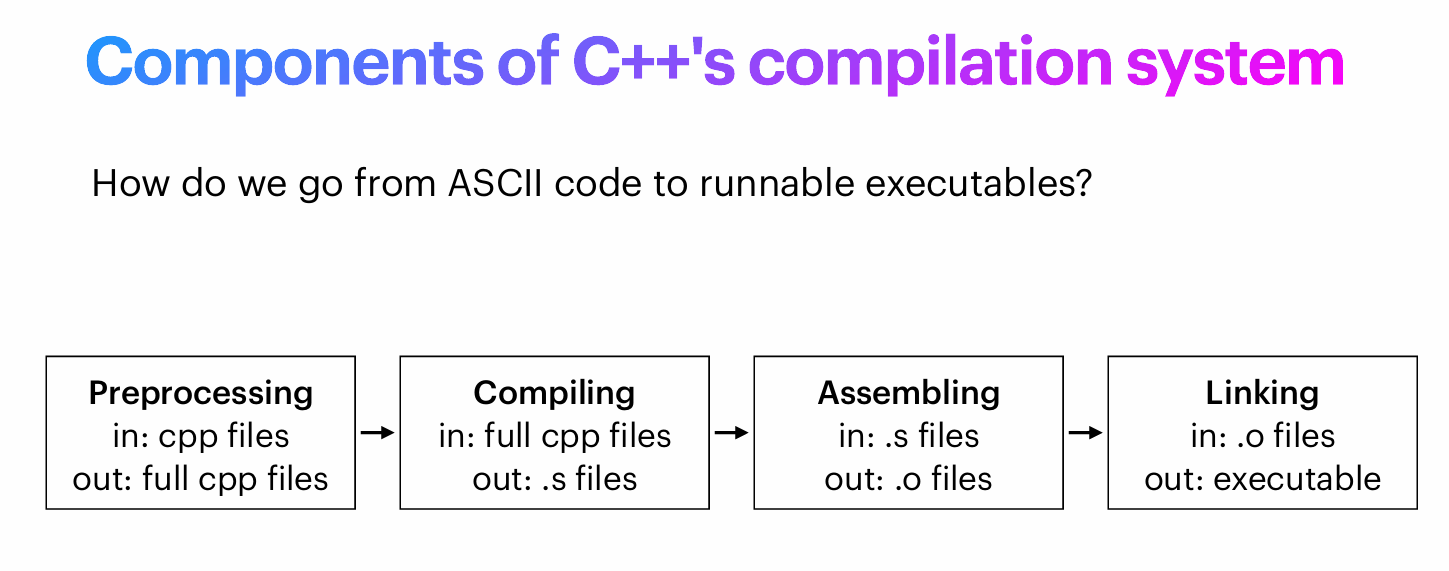 Components of C++'s compilation system
How do we go from ASCII code to runnable executables?
Preprocessing
in: cpp files
out: full cpp files
Compiling
in: full cpp files
out: .s files
Assembling
in: .s files
out: .o files
Linking
in: .o files
out: executable